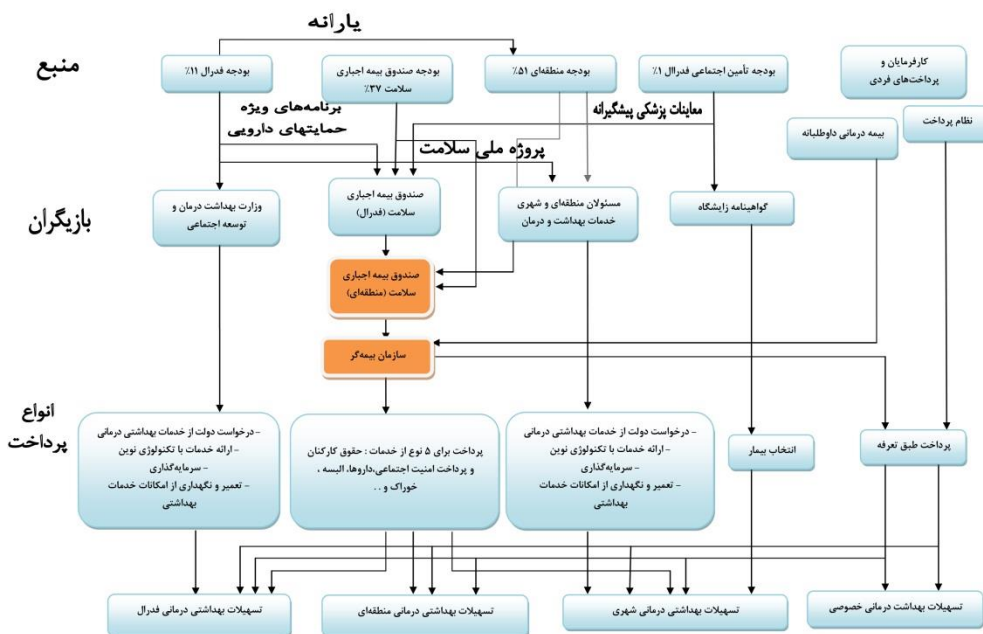 یارانه
منبع
بودجه فدرال ۱۱٪
بودجه صندوق بیمه اجباری
سلامت ۳۷٪
بودجه منطقه‌ای ۵۱٪
بودجه تأمین اجتماعی فدراال ۱٪
کارفرمایان و
پرداخت‌های فردی
برنامه‌های ویژه
حمایتهای دارویی
معاینات پزشکی پیشگیرانه
پروژه ملی سلامت
بیمه درمانی داوطلبانه
نظام پرداخت
بازیگران
وزارت بهداشت درمان و
توسعه اجتماعی
صندوق بیمه اجباری
سلامت (فدرال)
مسئولان منطقه‌ای و شهری
خدمات بهداشت و درمان
گواهینامه زایشگاه
صندوق بیمه اجباری
سلامت (منطقه‌ای)
سازمان بیمه‌گر
انواع
پرداخت
- درخواست دولت از خدمات بهداشتی درمانی
- ارائه خدمات با تکنولوژی نوین
- سرمایه‌گذاری
- تعمیر و نگهداری از امکانات خدمات
بهداشتی
پرداخت برای ۵ نوع از خدمات : حقوق کارکنان
و پرداخت امنیت اجتماعی،داروها، البسه ،
خوراک و . .
- درخواست دولت از خدمات بهداشتی درمانی
- ارائه خدمات با تکنولوژی نوین
- سرمایه‌گذاری
- تعمیر و نگهداری از امکانات خدمات
بهداشتی
انتخاب بیمار
پرداخت طبق تعرفه
تسهیلات بهداشتی درمانی فدرال
تسهیلات بهداشتی درمانی منطقه‌ای
تسهیلات بهداشتی درمانی شهری
تسهیلات بهداشت درمانی خصوصی